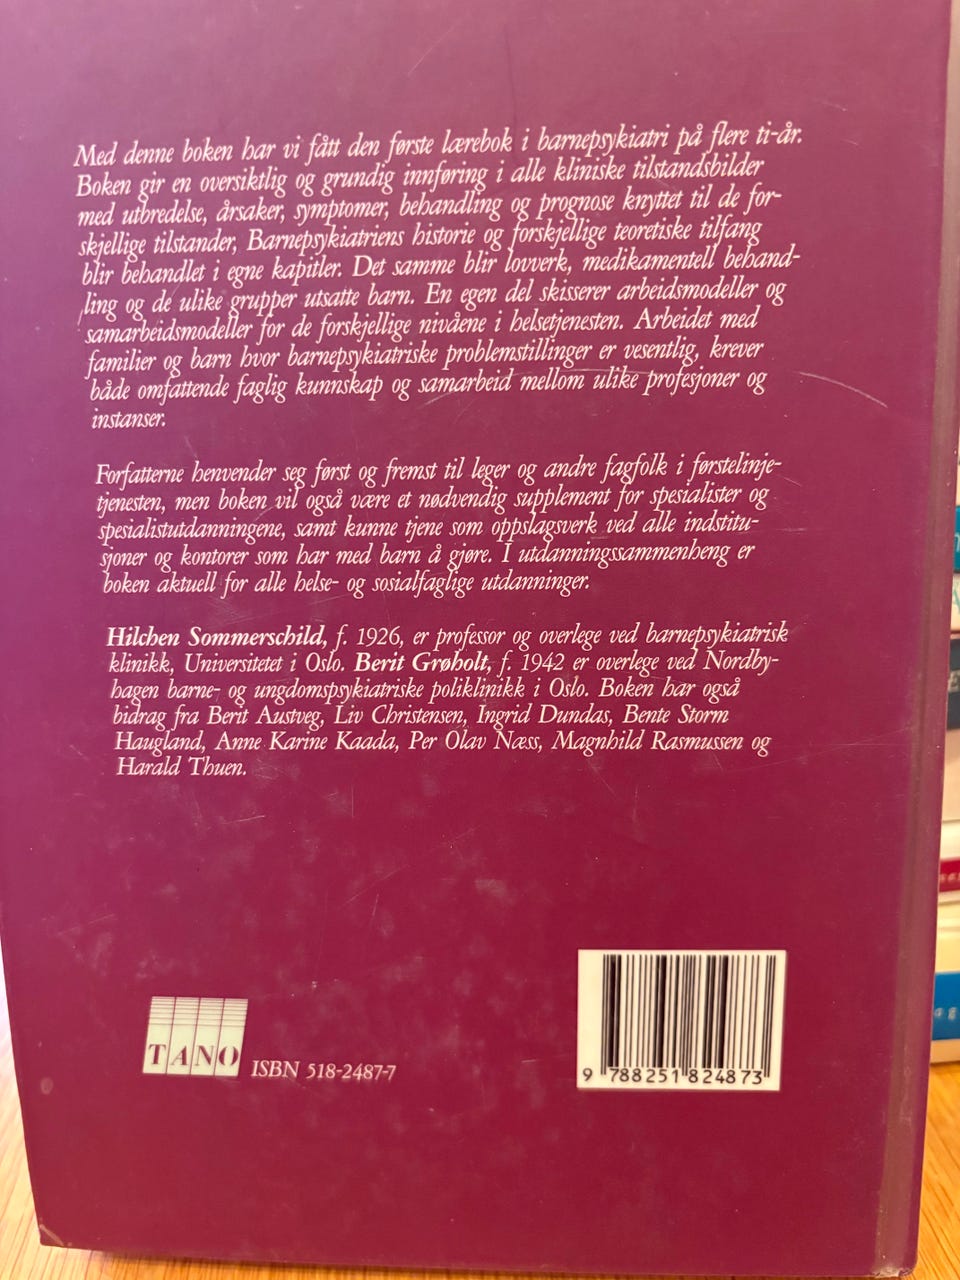 Med denne boken har vi fått den første lærebok i barnepsykiatri på flere ti-år.
Boken gir en oversiktlig og grundig innføring i alle kliniske tilstandsbilder
med utbredelse, årsaker, symptomer, behandling og prognose knyttet til de for-
skjellige tilstander, Barnepsykiatriens historie og forskjellige teoretiske tilfang
blir behandlet i egne kapitler. Det samme blir lovverk, medikamentell behand-
ling og de ulike grupper utsatte barn. En egen del skisserer arbeidsmodeller og
samarbeidsmodeller for de forskjellige nivåene i helsetjenesten. Arbeidet med
familier og barn hvor barnepsykiatriske problemstillinger er vesentlig, krever
både omfattende faglig kunnskap og samarbeid mellom ulike profesjoner og
instanser.
Forfatterne henvender seg først og fremst til leger og andre fagfolk i førstelinje-
tjenesten, men boken vil også være et nødvendig supplement for spesialister og
spesialistutdanningene, samt kunne tjene som oppslagsverk ved alle indstitu-
sjoner og kontorer som har med barn å gjøre. I utdanningssammenheng er
boken aktuell for alle helse- og sosialfaglige utdanninger.
Hilchen Sommerschild, f. 1926, er professor og overlege ved barnepsykiatrisk
klinikk, Universitetet i Oslo. Berit Grøholt, f. 1942 er overlege ved Nordby-
hagen barne- og ungdomspsykiatriske poliklinikk i Oslo. Boken har også
bidrag fra Berit Austveg, Liv Christensen, Ingrid Dundas, Bente Storm
Haugland, Anne Karine Kaada, Per Olav Næss, Magnhild Rasmussen og
Harald Thuen.
TANO
ISBN 518-2487-7
9 788251 824873